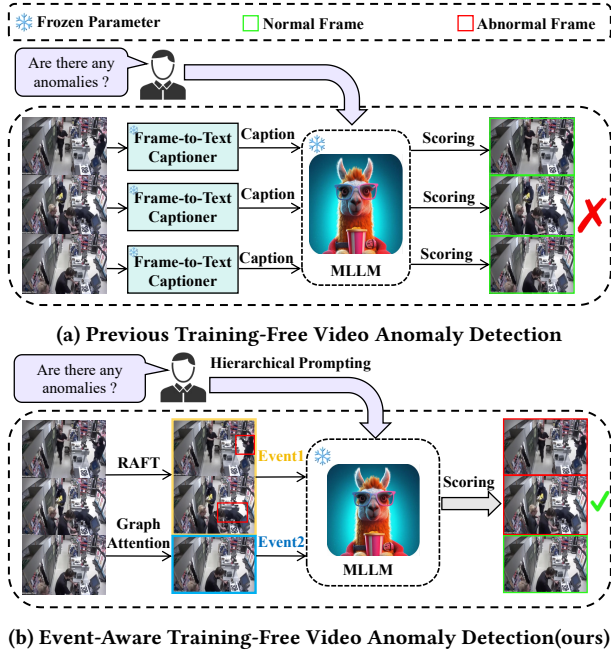 Frozen Parameter
Normal Frame
Abnormal Frame
Are there any
anomalies ?
Frame-to-Text
Captioner
Caption
Scoring
Frame-to-Text
Captioner
Caption
Scoring
Frame-to-Text
Captioner
Caption
Scoring
MLLM
(a) Previous Training-Free Video Anomaly Detection
Are there any
anomalies ?
Hierarchical Prompting
RAFT
Event1
Graph
Attention
Event2
MLLM
Scoring
(b) Event-Aware Training-Free Video Anomaly Detection(ours)